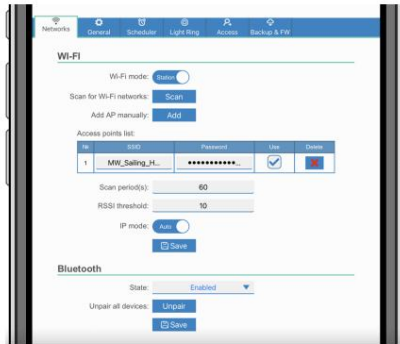 Networks General Scheduler Light Ring Access Backup & FW
Wi-Fi
Wi-Fi mode: Station
Scan for Wi-Fi networks: Scan
Add AP manually: Add
Access points list:
№ SSID Password Use Delete
1 MW_Sailing_H... •••••••••••...
Scan period(s): 60
RSSI threshold: 10
IP mode: Auto
Save
Bluetooth
State: Enabled
Unpair all devices: Unpair
Save